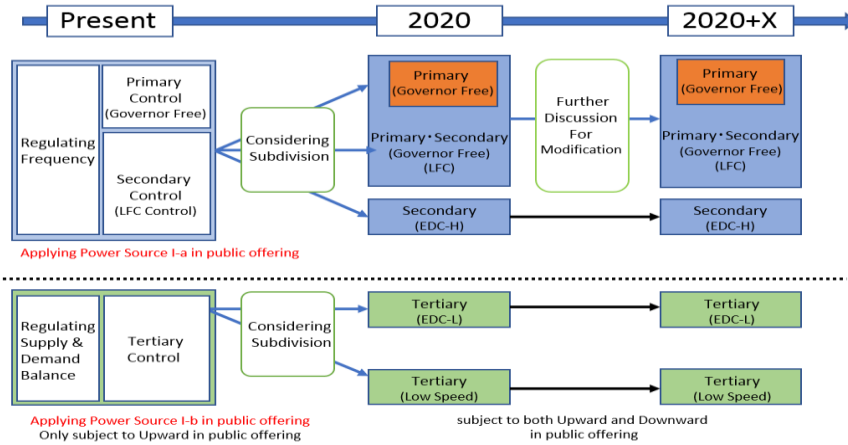 Present
2020
2020+X
Regulating
Frequency
Primary
Control
(Governor Free)
Secondary
Control
(LFC Control)
Considering
Subdivision
Primary
(Governor Free)
Primary・Secondary
(Governor Free)
(LFC)
Secondary
(EDC-H)
Further
Discussion
For
Modification
Primary
(Governor Free)
Primary・Secondary
(Governor Free)
(LFC)
Secondary
(EDC-H)
Applying Power Source I-a in public offering
Regulating
Supply &
Demand
Balance
Tertiary
Control
Considering
Subdivision
Tertiary
(EDC-L)
Tertiary
(Low Speed)
Tertiary
(EDC-L)
Tertiary
(Low Speed)
Applying Power Source I-b in public offering
Only subject to Upward in public offering
subject to both Upward and Downward
in public offering